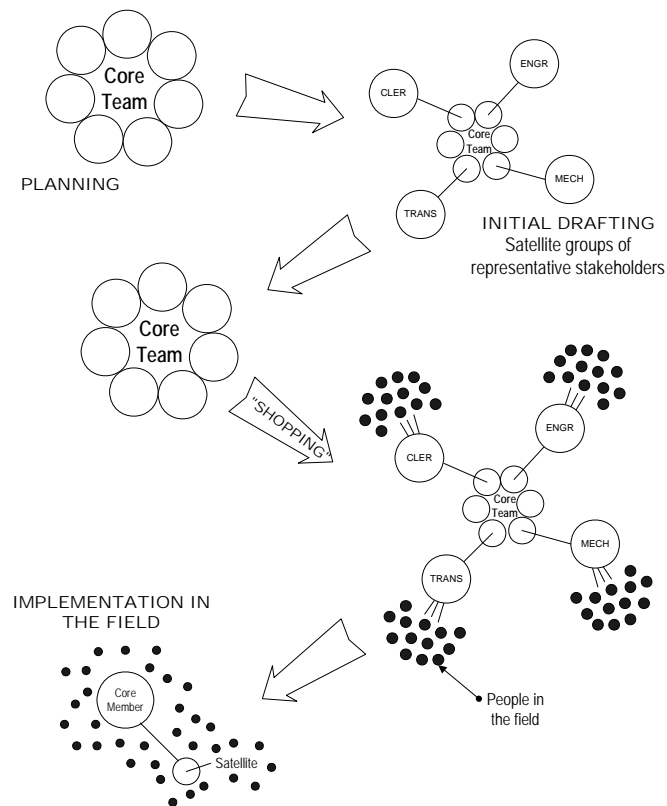 Core
Team
PLANNING
CLER
ENGR
Core
Team
TRANS
MECH
INITIAL DRAFTING
Satellite groups of
representative stakeholders
Core
Team
"SHOPPING"
CLER
ENGR
Core
Team
TRANS
MECH
People in
the field
IMPLEMENTATION IN
THE FIELD
Core
Member
Satellite